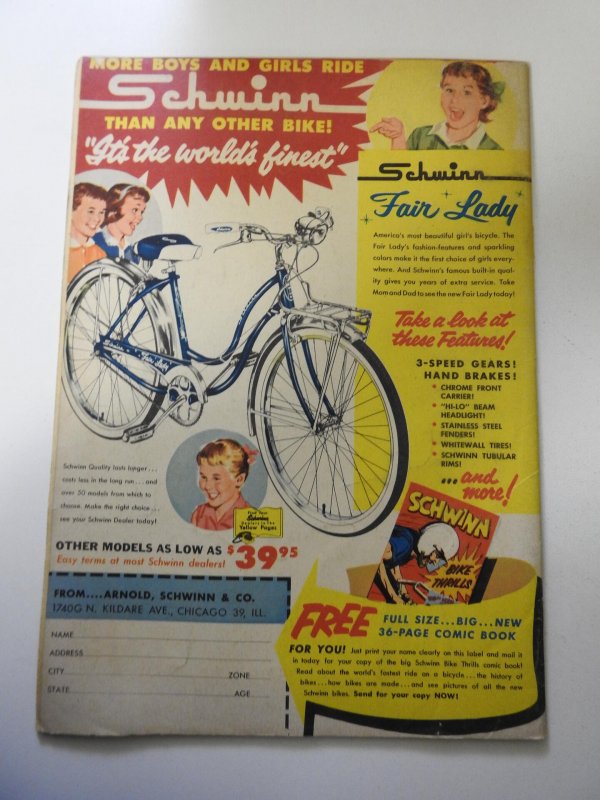 MORE BOYS AND GIRLS RIDE
Schwinn
THAN ANY OTHER BIKE!
"It's the world's finest"
Schwinn
Fair Lady
America's most beautiful girl's bicycle. The
Fair Lady's fashion-features and sparkling
colors make it the first choice of girls every-
where. And Schwinn's famous built-in qual-
ity gives you years of extra service. Take
Mom and Dad to see the new Fair Lady today!
Take a look at
these Features!
3-SPEED GEARS!
HAND BRAKES!
• CHROME FRONT
CARRIER!
• "HI-LO" BEAM
HEADLIGHT!
• STAINLESS STEEL
FENDERS!
• WHITEWALL TIRES!
• SCHWINN TUBULAR
RIMS!
... and
more!
Schwinn
Fair Lady
Schwinn Quality lasts longer...
costs less in the long run...and
over 50 models from which to
choose. Make the right choice...
see your Schwinn Dealer today!
Find Your
Schwinn
Dealers in the
Yellow Pages
OTHER MODELS AS LOW AS $39.95
Easy terms at most Schwinn dealers!
SCHWINN
BIKE
THRILLS
FROM....ARNOLD, SCHWINN & CO.
1740G N. KILDARE AVE., CHICAGO 39, ILL.
NAME
ADDRESS
CITY ZONE
STATE AGE
FREE FULL SIZE...BIG...NEW
36-PAGE COMIC BOOK
FOR YOU! Just print your name clearly on this label and mail it
in today for your copy of the big Schwinn Bike Thrills comic book!
Read about the world's fastest ride on a bicycle...the history of
bikes...how bikes are made...and see pictures of all the new
Schwinn bikes. Send for your copy NOW!